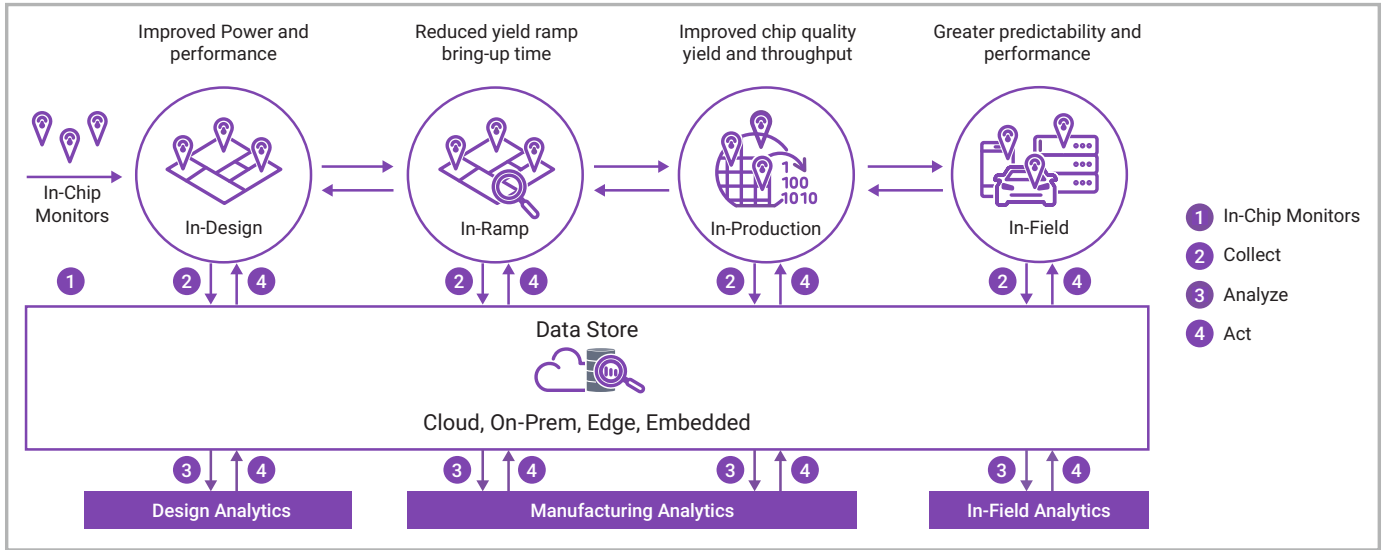 Improved Power and
performance
Reduced yield ramp
bring-up time
Improved chip quality
yield and throughput
Greater predictability and
performance
In-Chip
Monitors
In-Design
In-Ramp
1
100
1010
In-Production
In-Field
1 In-Chip Monitors
2 Collect
3 Analyze
4 Act
1
2 4
2 4
2 4
2 4
Data Store
Cloud, On-Prem, Edge, Embedded
3 4
3 4
3 4
3 4
Design Analytics
Manufacturing Analytics
In-Field Analytics